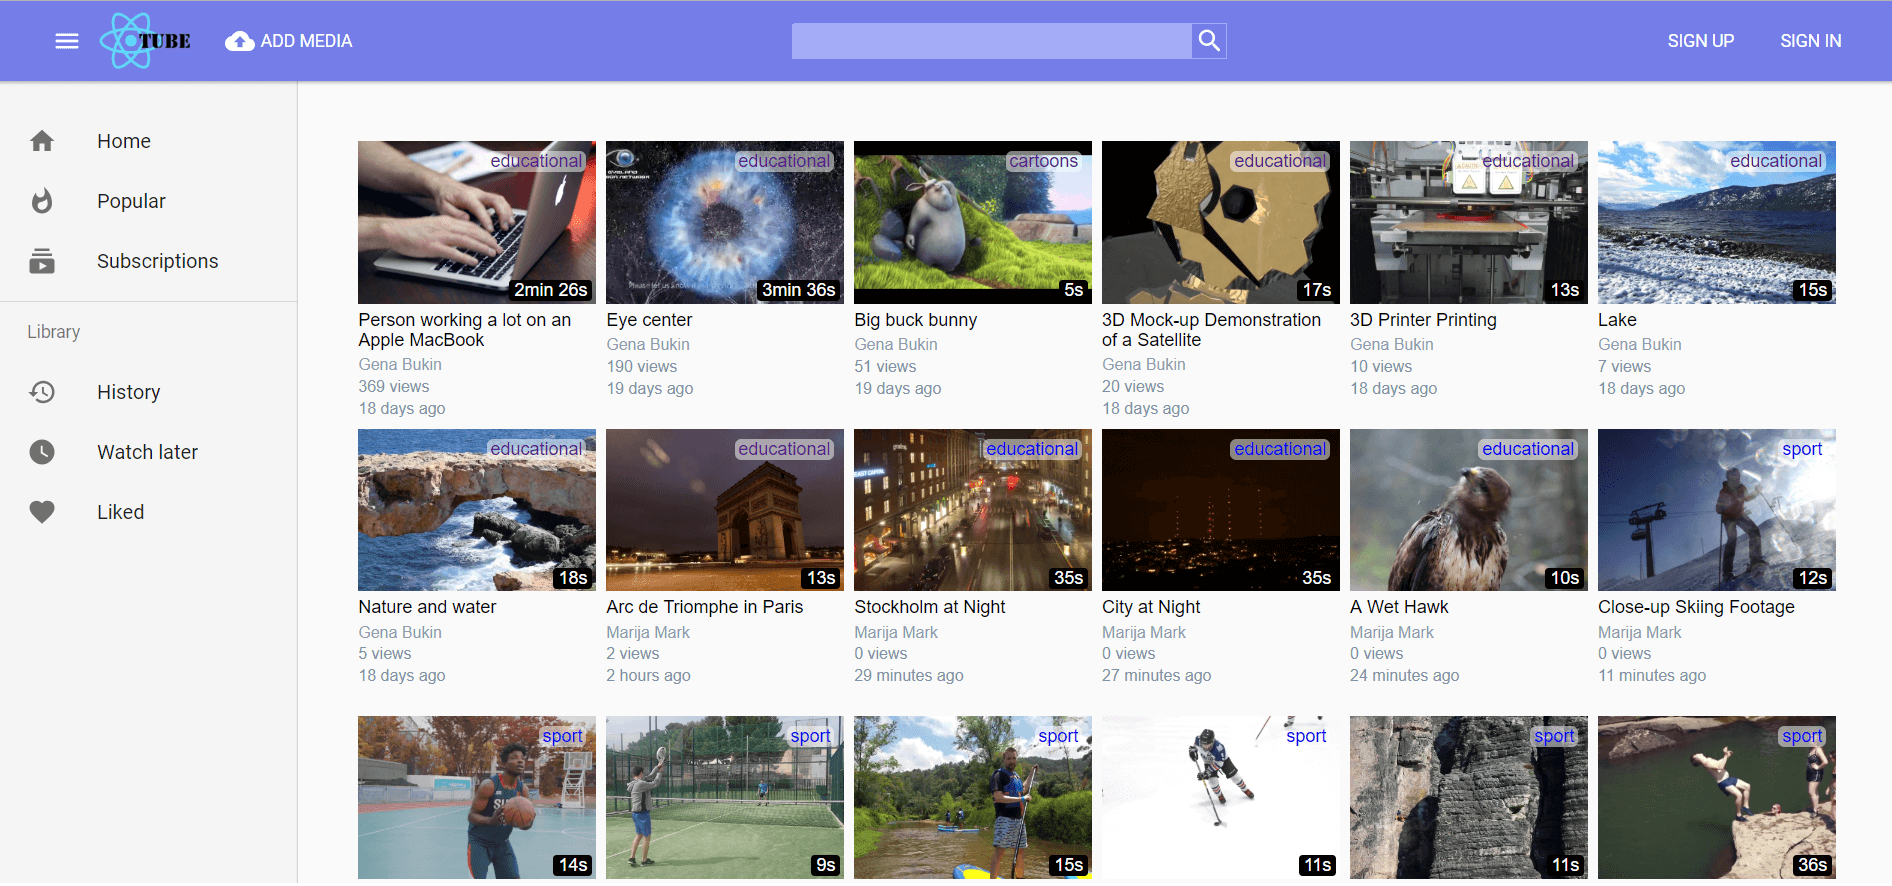 TUBE
ADD MEDIA
SIGN UP
SIGN IN
Home
Popular
Subscriptions
Library
History
Watch later
Liked
educational
2min 26s
Person working a lot on an
Apple MacBook
Gena Bukin
369 views
18 days ago
educational
3min 36s
Eye center
Gena Bukin
190 views
19 days ago
cartoons
5s
Big buck bunny
Gena Bukin
51 views
19 days ago
educational
17s
3D Mock-up Demonstration
of a Satellite
Gena Bukin
20 views
18 days ago
educational
13s
3D Printer Printing
Gena Bukin
10 views
18 days ago
educational
15s
Lake
Gena Bukin
7 views
18 days ago
educational
18s
Nature and water
Gena Bukin
5 views
18 days ago
educational
13s
Arc de Triomphe in Paris
Marija Mark
2 views
2 hours ago
educational
35s
Stockholm at Night
Marija Mark
0 views
29 minutes ago
educational
35s
City at Night
Marija Mark
0 views
27 minutes ago
educational
10s
A Wet Hawk
Marija Mark
0 views
24 minutes ago
sport
12s
Close-up Skiing Footage
Marija Mark
0 views
11 minutes ago
sport
14s
sport
9s
sport
15s
sport
11s
sport
11s
sport
36s